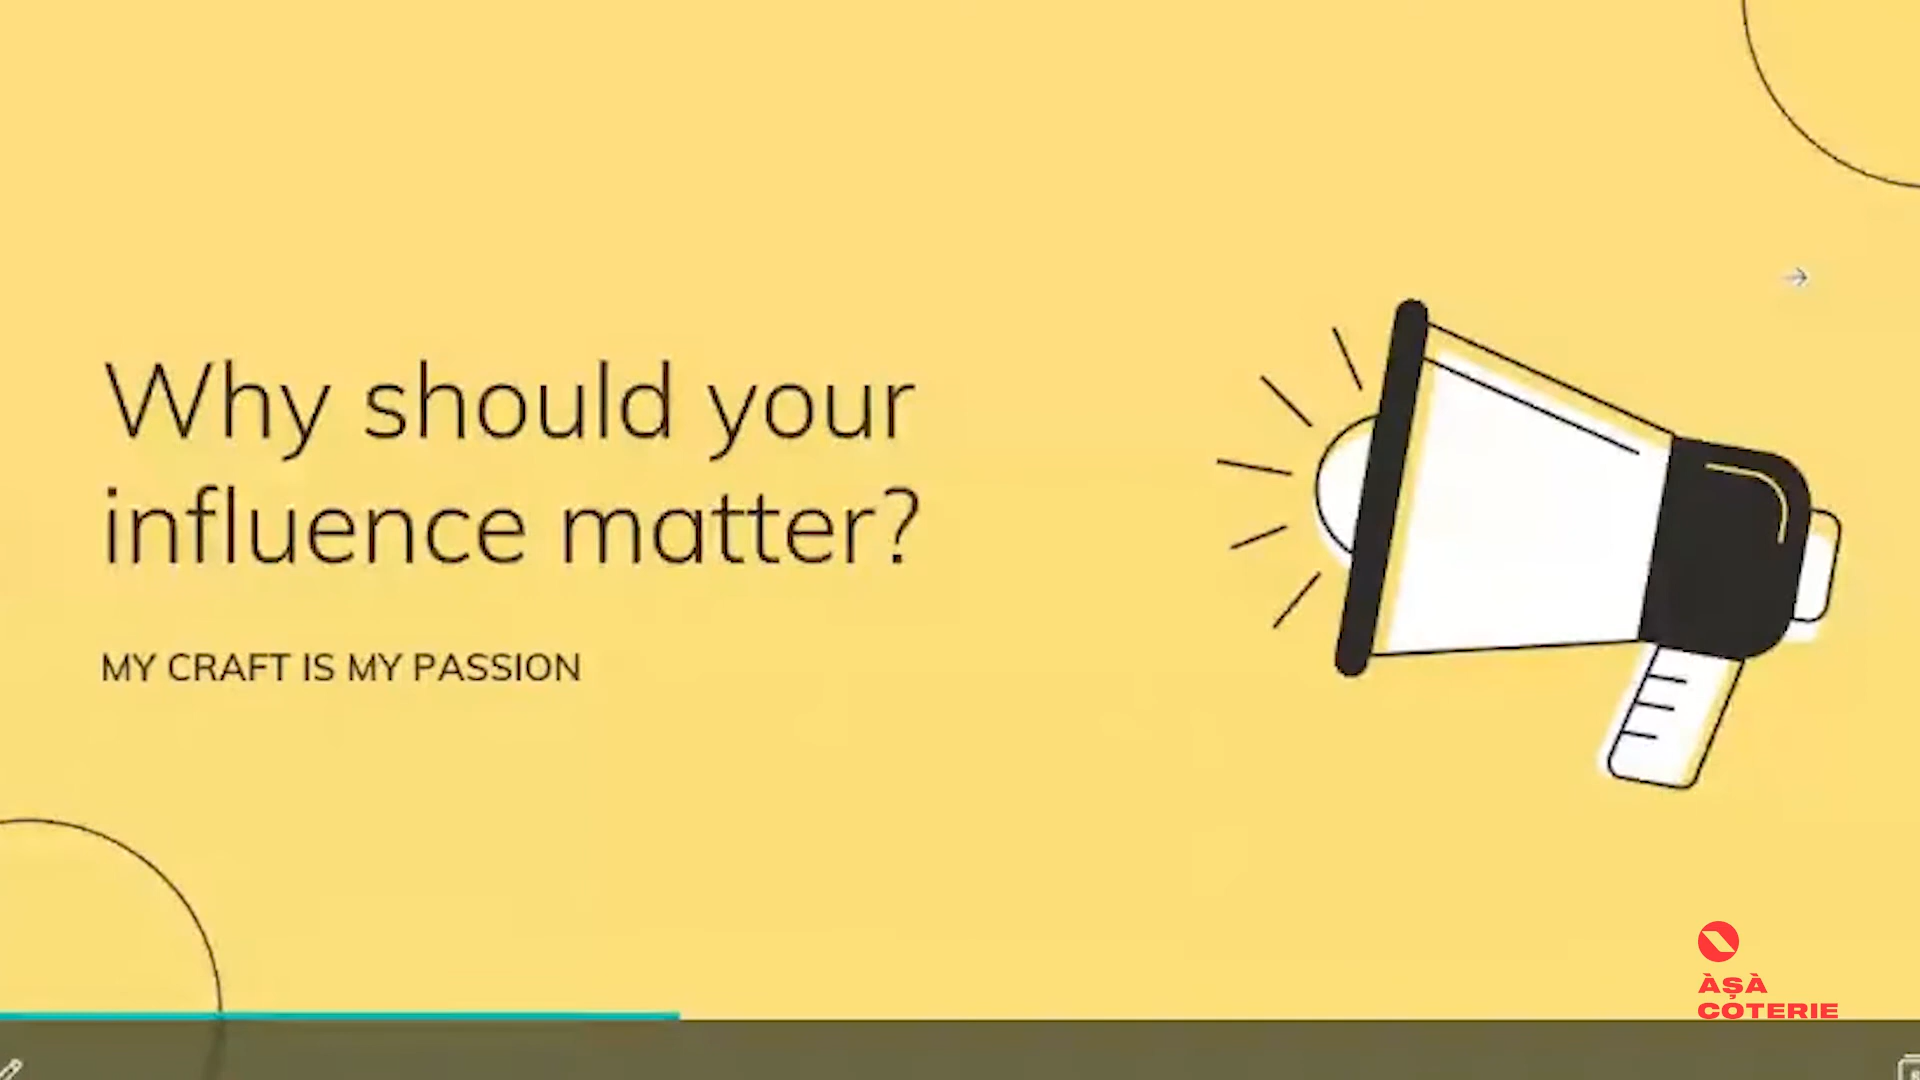 Why should your
influence matter?
MY CRAFT IS MY PASSION
ÀṢÀ
COTERIE